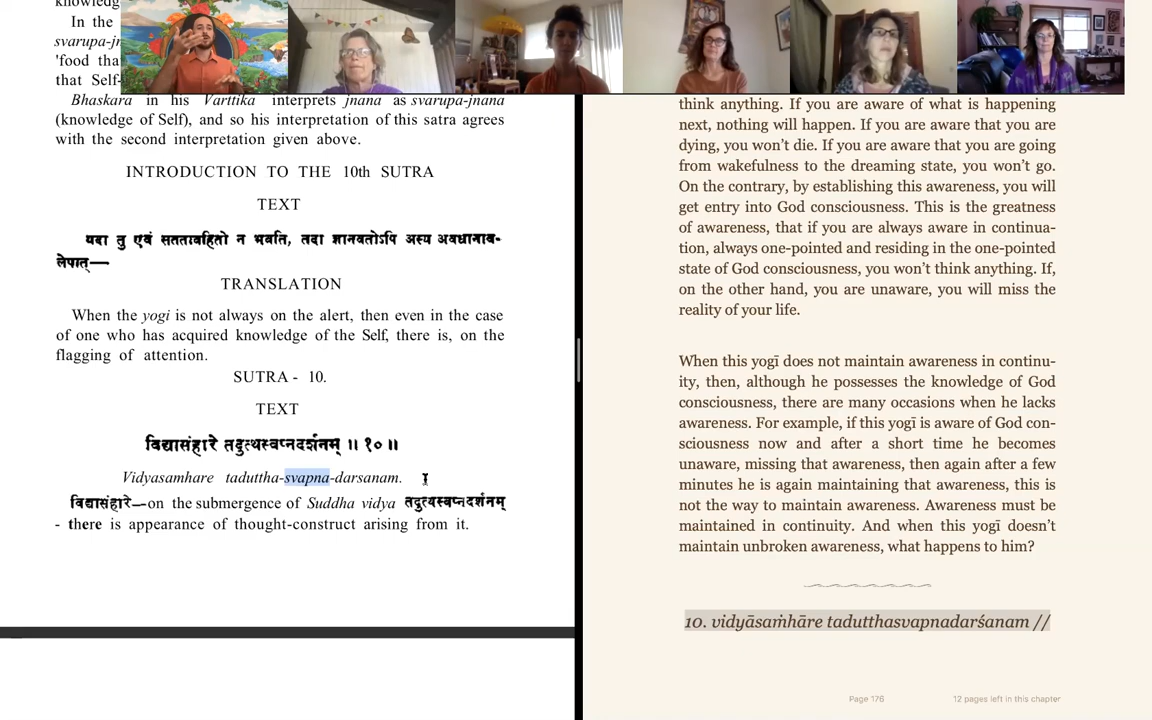 knowledg
In the
svarupa-jr
'food tha
that Self-
Bhaskara in his Varttika interprets jnana as svarupa-jnana
(knowledge of Self), and so his interpretation of this satra agrees
with the second interpretation given above.
INTRODUCTION TO THE 10th SUTRA
TEXT
यदा तु एवं सततावहितो न भवति, तदा ज्ञानवतोऽपि अस्य अवधानाव-
लेपात्—
TRANSLATION
When the yogi is not always on the alert, then even in the case
of one who has acquired knowledge of the Self, there is, on the
flagging of attention.
SUTRA - 10.
TEXT
विद्यासंहारे तदुत्थस्वप्नदर्शनम् ॥ १० ॥
Vidyasamhare taduttha-svapna-darsanam.
विद्यासंहारे—on the submergence of Suddha vidya तदुत्थस्वप्नदर्शनम्
- there is appearance of thought-construct arising from it.
think anything. If you are aware of what is happening
next, nothing will happen. If you are aware that you are
dying, you won't die. If you are aware that you are going
from wakefulness to the dreaming state, you won't go.
On the contrary, by establishing this awareness, you will
get entry into God consciousness. This is the greatness
of awareness, that if you are always aware in continua-
tion, always one-pointed and residing in the one-pointed
state of God consciousness, you won't think anything. If,
on the other hand, you are unaware, you will miss the
reality of your life.
When this yogī does not maintain awareness in continu-
ity, then, although he possesses the knowledge of God
consciousness, there are many occasions when he lacks
awareness. For example, if this yogī is aware of God con-
sciousness now and after a short time he becomes
unaware, missing that awareness, then again after a few
minutes he is again maintaining that awareness, this is
not the way to maintain awareness. Awareness must be
maintained in continuity. And when this yogī doesn't
maintain unbroken awareness, what happens to him?
10. vidyāsaṁhāre tadutthasvapnadarśanam //
Page 176
12 pages left in this chapter